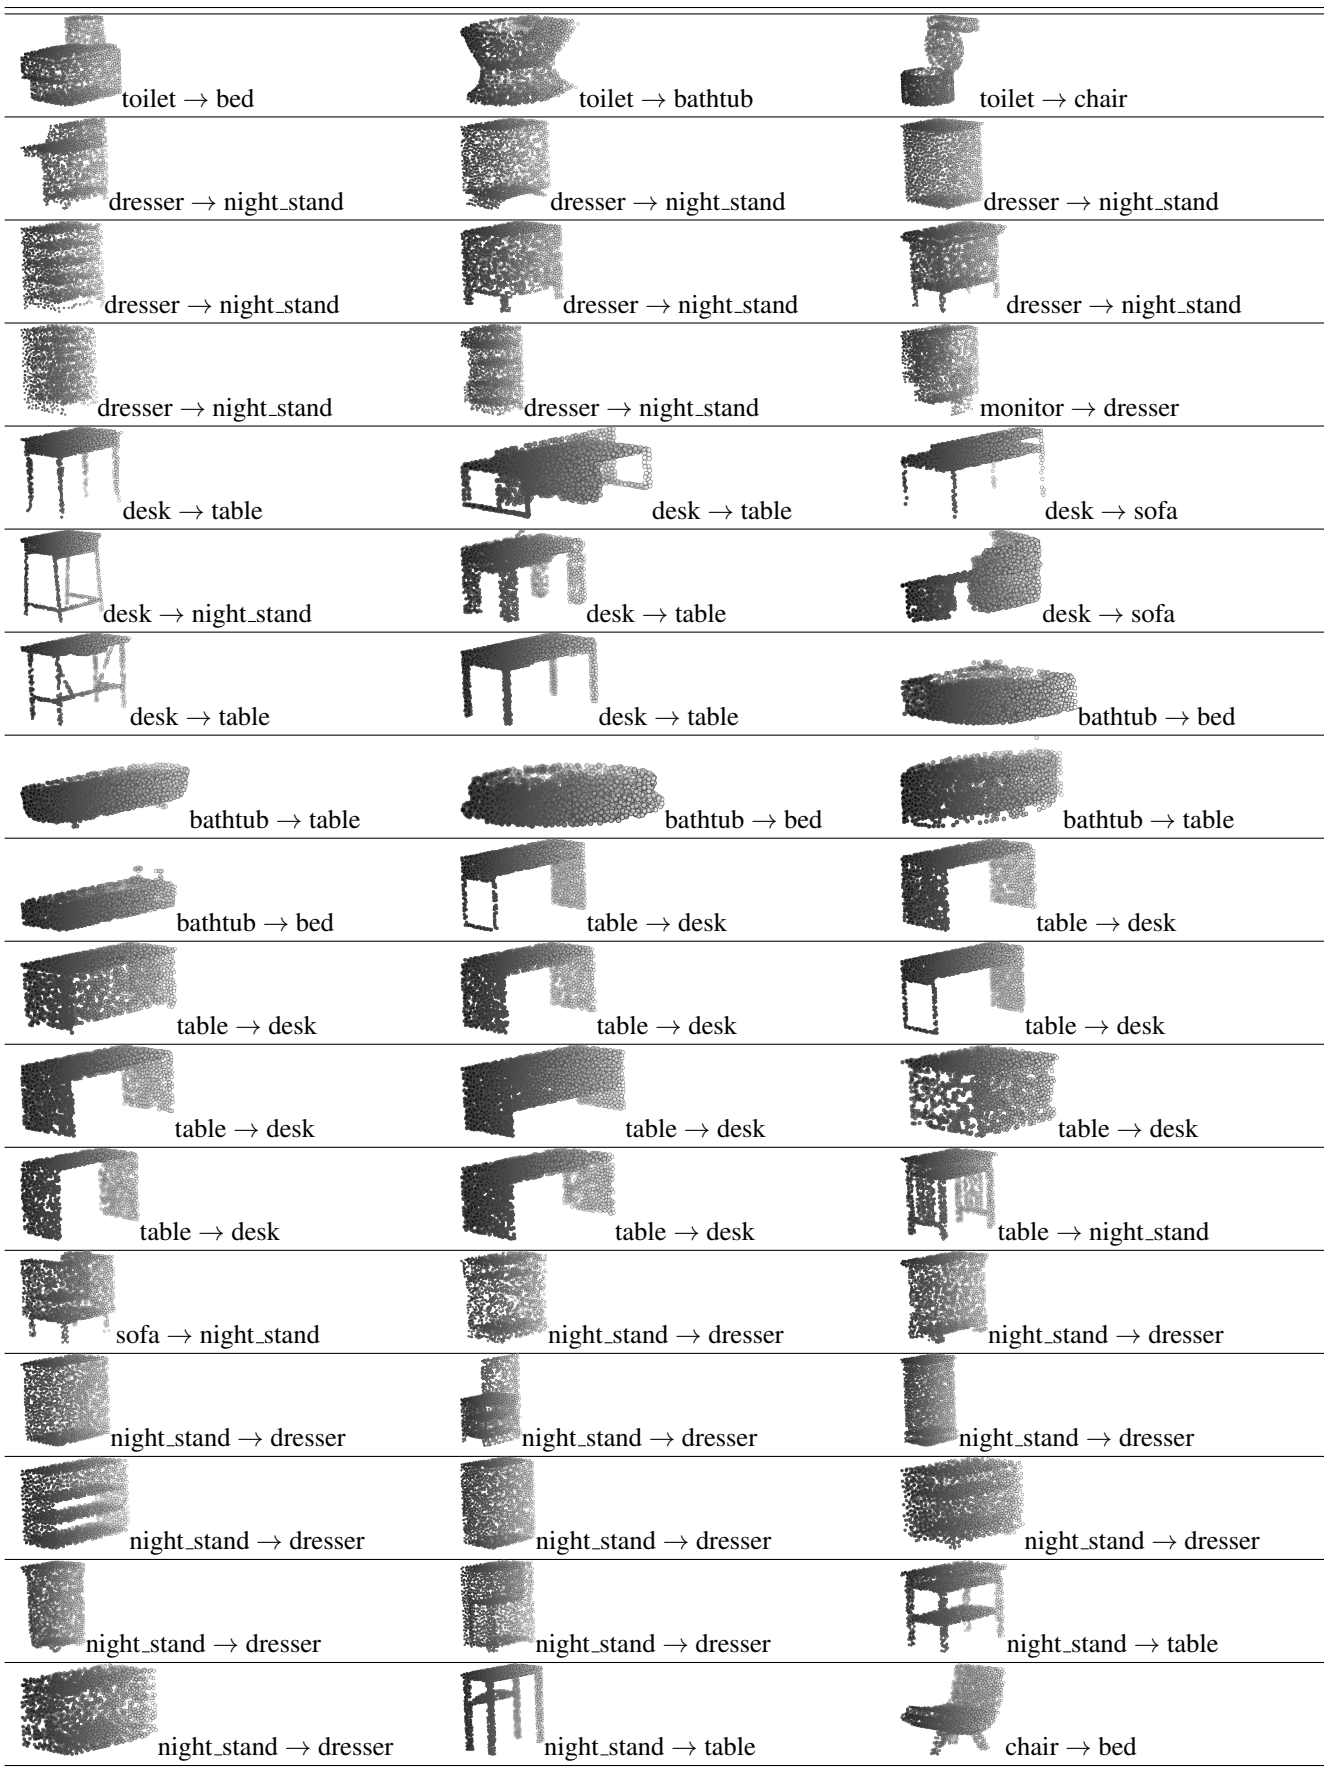 toilet → bed
toilet → bathtub
toilet → chair
dresser → night_stand
dresser → night_stand
dresser → night_stand
dresser → night_stand
dresser → night_stand
dresser → night_stand
dresser → night_stand
dresser → night_stand
monitor → dresser
desk → table
desk → table
desk → sofa
desk → night_stand
desk → table
desk → sofa
desk → table
desk → table
bathtub → bed
bathtub → table
bathtub → bed
bathtub → table
bathtub → bed
table → desk
table → desk
table → desk
table → desk
table → desk
table → desk
table → desk
table → desk
table → desk
table → desk
table → night_stand
sofa → night_stand
night_stand → dresser
night_stand → dresser
night_stand → dresser
night_stand → dresser
night_stand → dresser
night_stand → dresser
night_stand → dresser
night_stand → dresser
night_stand → dresser
night_stand → dresser
night_stand → table
night_stand → dresser
night_stand → table
chair → bed